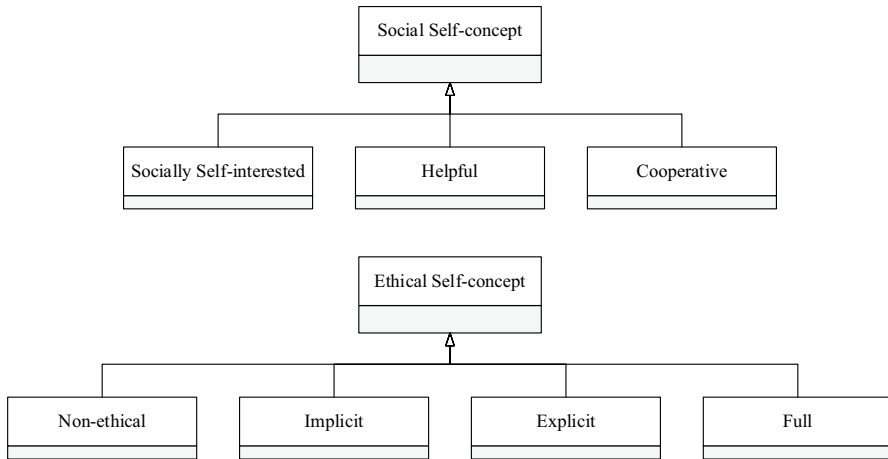 Social Self-concept
Socially Self-interested
Helpful
Cooperative
Ethical Self-concept
Non-ethical
Implicit
Explicit
Full